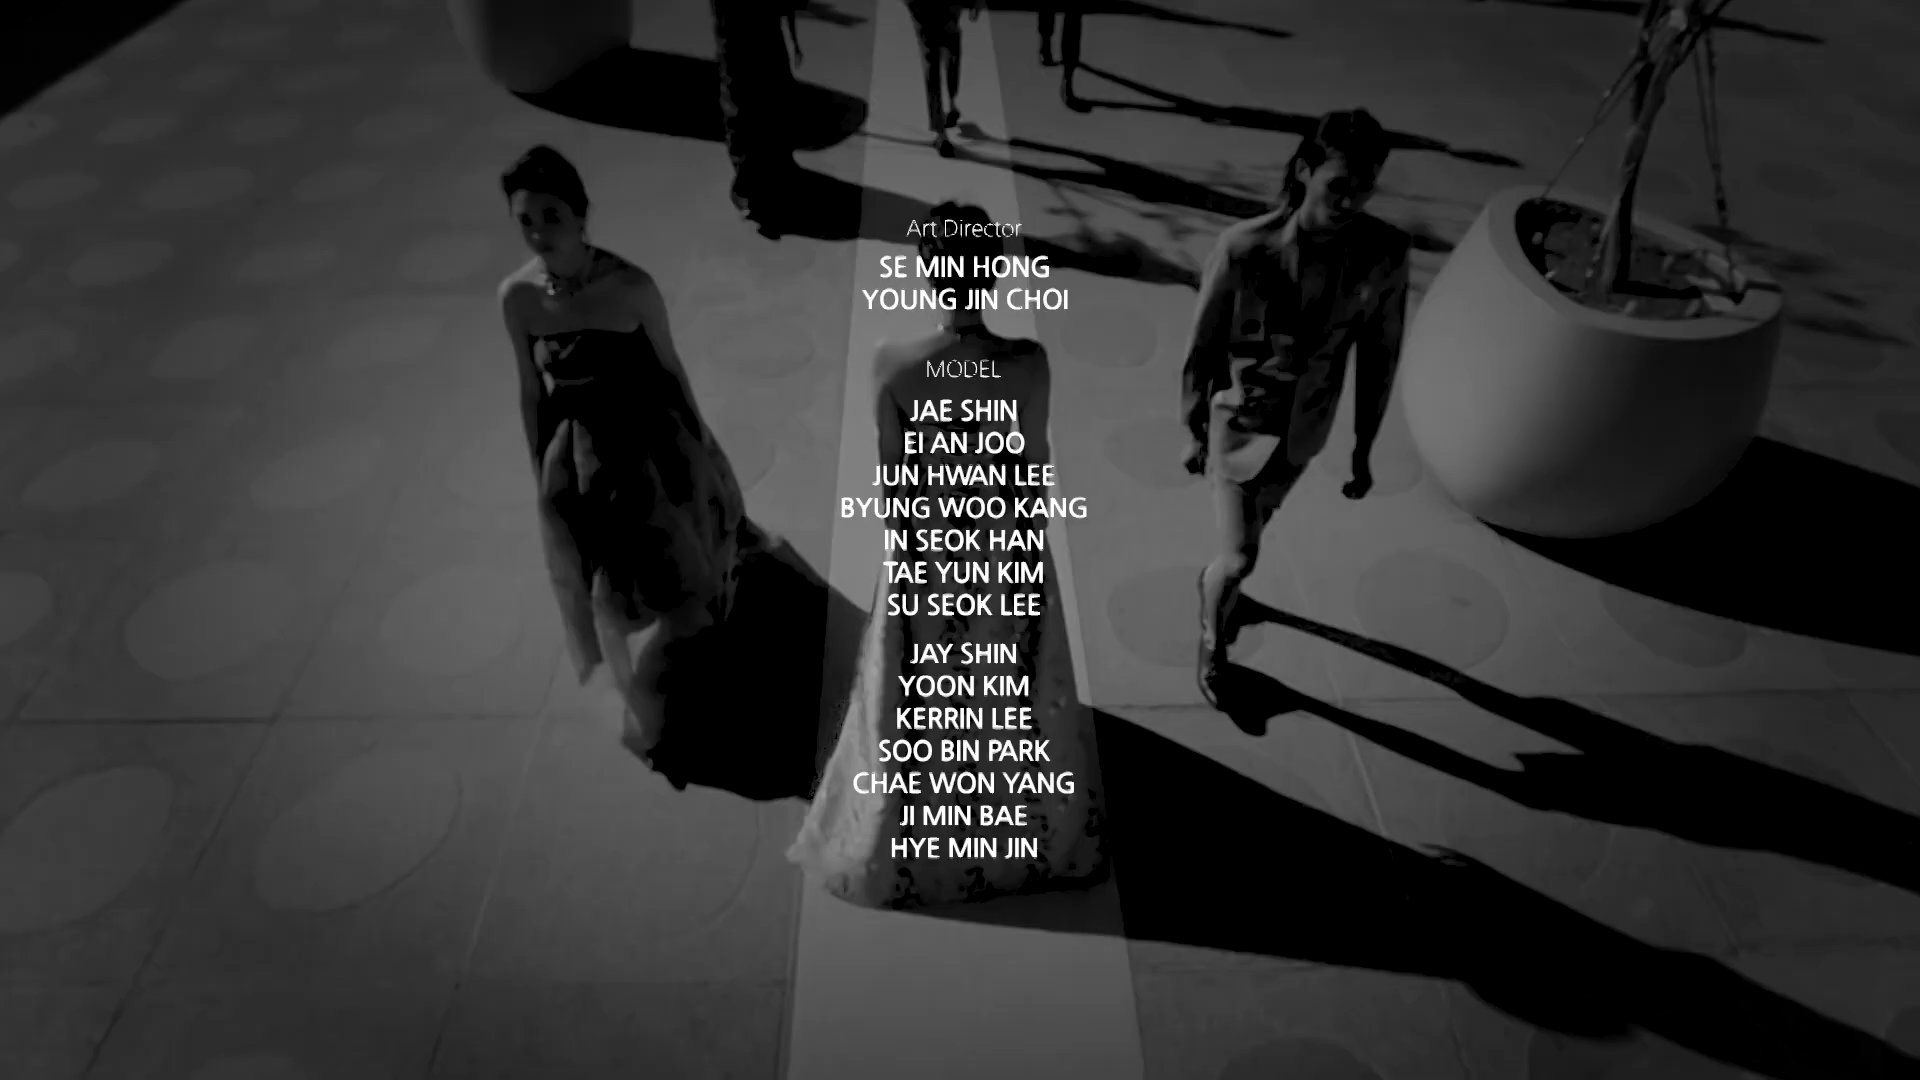 Art Director
SE MIN HONG
YOUNG JIN CHOI
MODEL
JAE SHIN
EI AN JOO
JUN HWAN LEE
BYUNG WOO KANG
IN SEOK HAN
TAE YUN KIM
SU SEOK LEE
JAY SHIN
YOON KIM
KERRIN LEE
SOO BIN PARK
CHAE WON YANG
JI MIN BAE
HYE MIN JIN